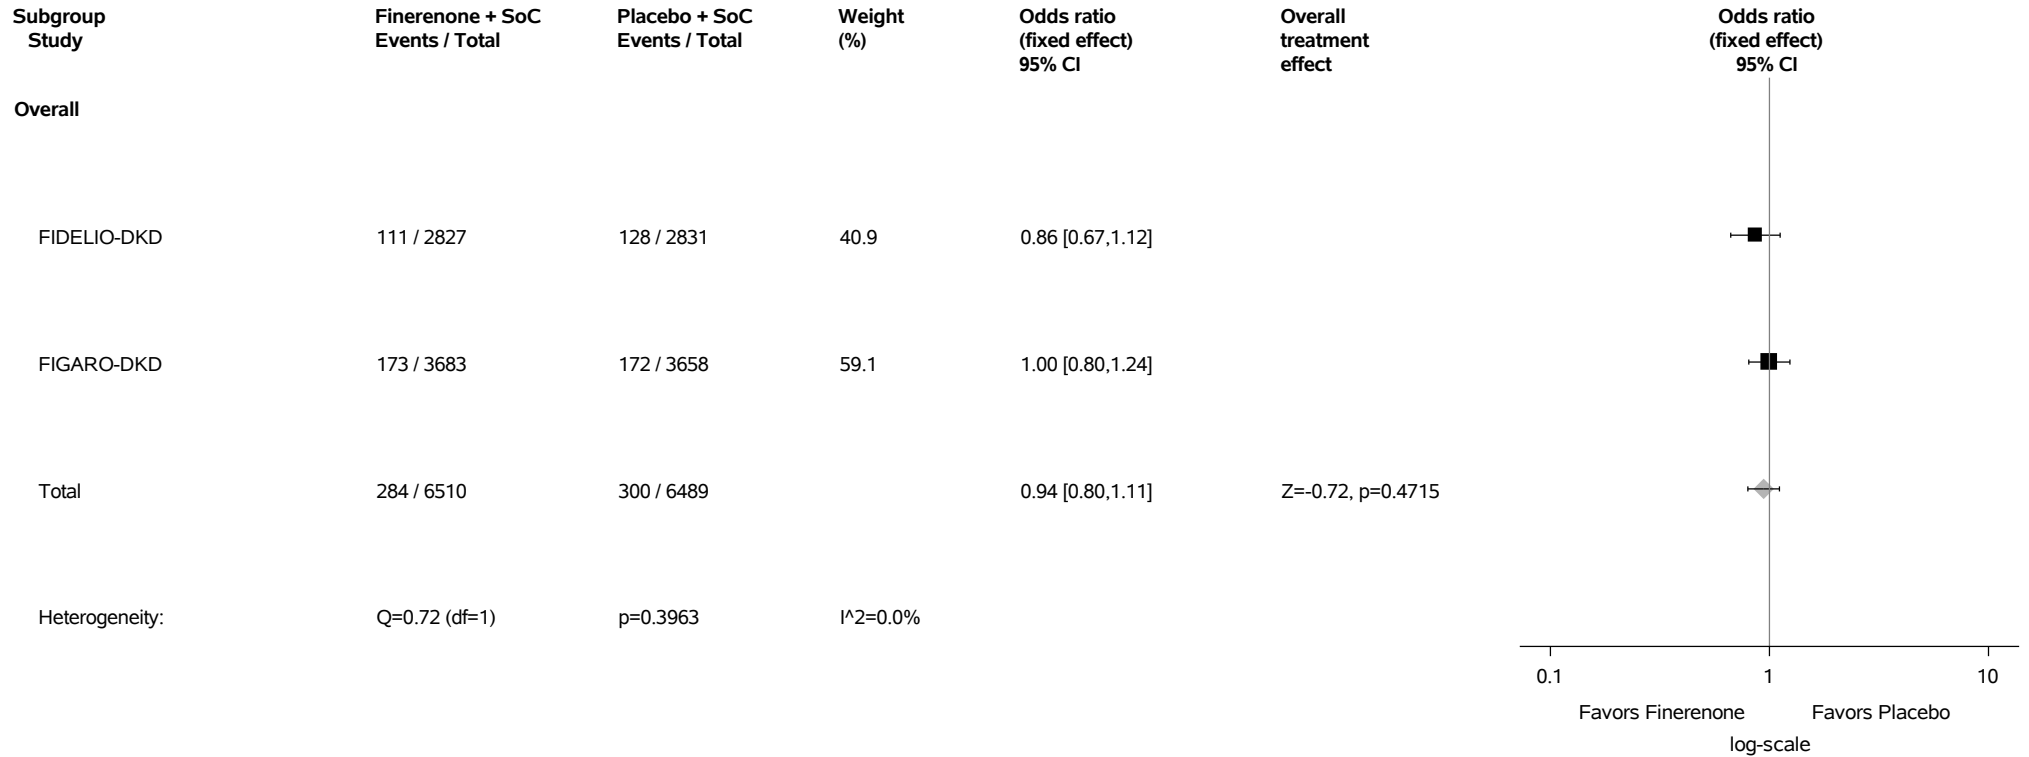 Subgroup Finerenone + SoC Placebo + SoC Weight Odds ratio Overall Odds ratio
Study Events / Total Events / Total (%) (fixed effect) treatment (fixed effect)
95% CI effect 95% CI
Overall
FIDELIO-DKD 111 / 2827 128 / 2831 40.9 0.86 [0.67,1.12]
FIGARO-DKD 173 / 3683 172 / 3658 59.1 1.00 [0.80,1.24]
Total 284 / 6510 300 / 6489 0.94 [0.80,1.11] Z=-0.72, p=0.4715
Heterogeneity: Q=0.72 (df=1) p=0.3963 I^2=0.0%
0.1 1 10
Favors Finerenone Favors Placebo
log-scale